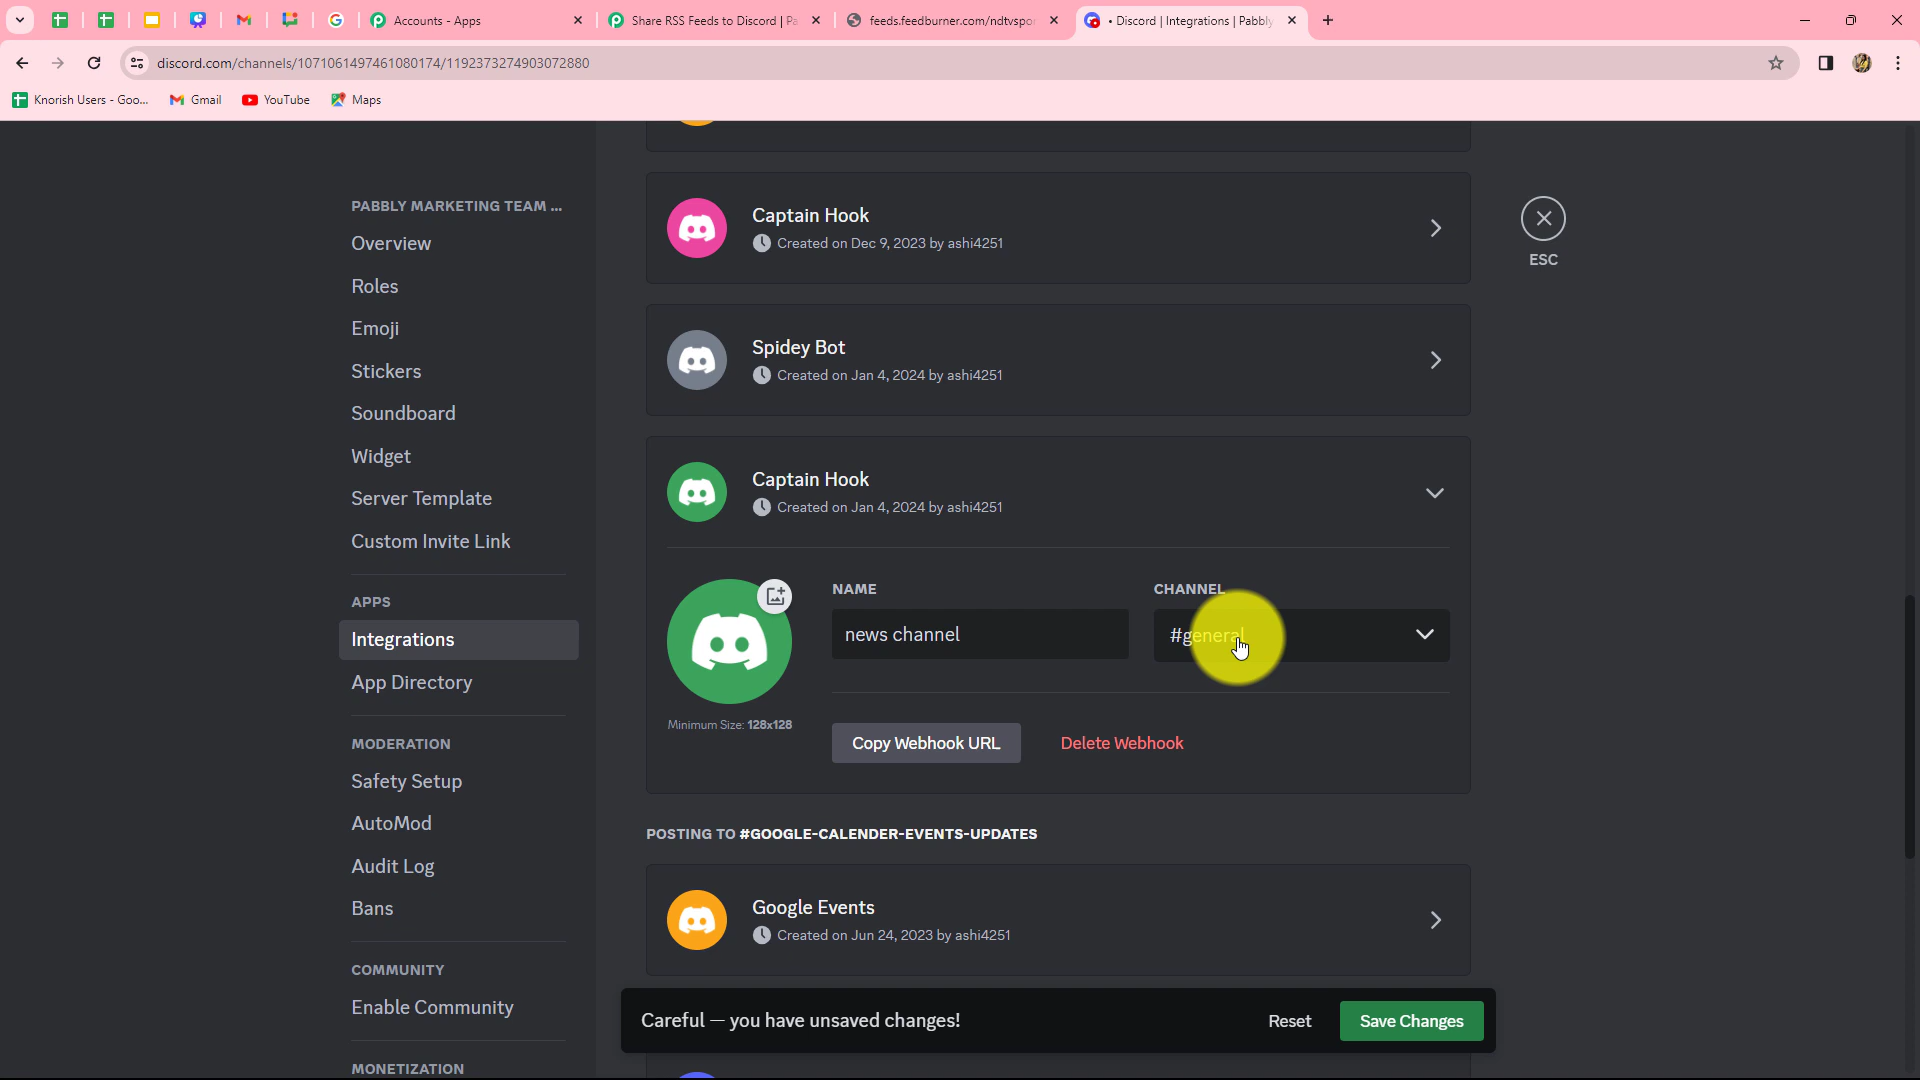 Accounts - Apps
Share RSS Feeds to Discord | Pa
feeds.feedburner.com/ndtvspo
• Discord | Integrations | Pabbly
discord.com/channels/1071061497461080174/1192373274903072880
Knorish Users - Goo...
Gmail
YouTube
Maps
PABBLY MARKETING TEAM ...
Overview
Roles
Emoji
Stickers
Soundboard
Widget
Server Template
Custom Invite Link
APPS
Integrations
App Directory
MODERATION
Safety Setup
AutoMod
Audit Log
Bans
COMMUNITY
Enable Community
MONETIZATION
Captain Hook
Created on Dec 9, 2023 by ashi4251
Spidey Bot
Created on Jan 4, 2024 by ashi4251
Captain Hook
Created on Jan 4, 2024 by ashi4251
Minimum Size: 128x128
NAME
news channel
CHANNEL
#general
Copy Webhook URL
Delete Webhook
POSTING TO #GOOGLE-CALENDER-EVENTS-UPDATES
Google Events
Created on Jun 24, 2023 by ashi4251
Careful — you have unsaved changes!
Reset
Save Changes
ESC